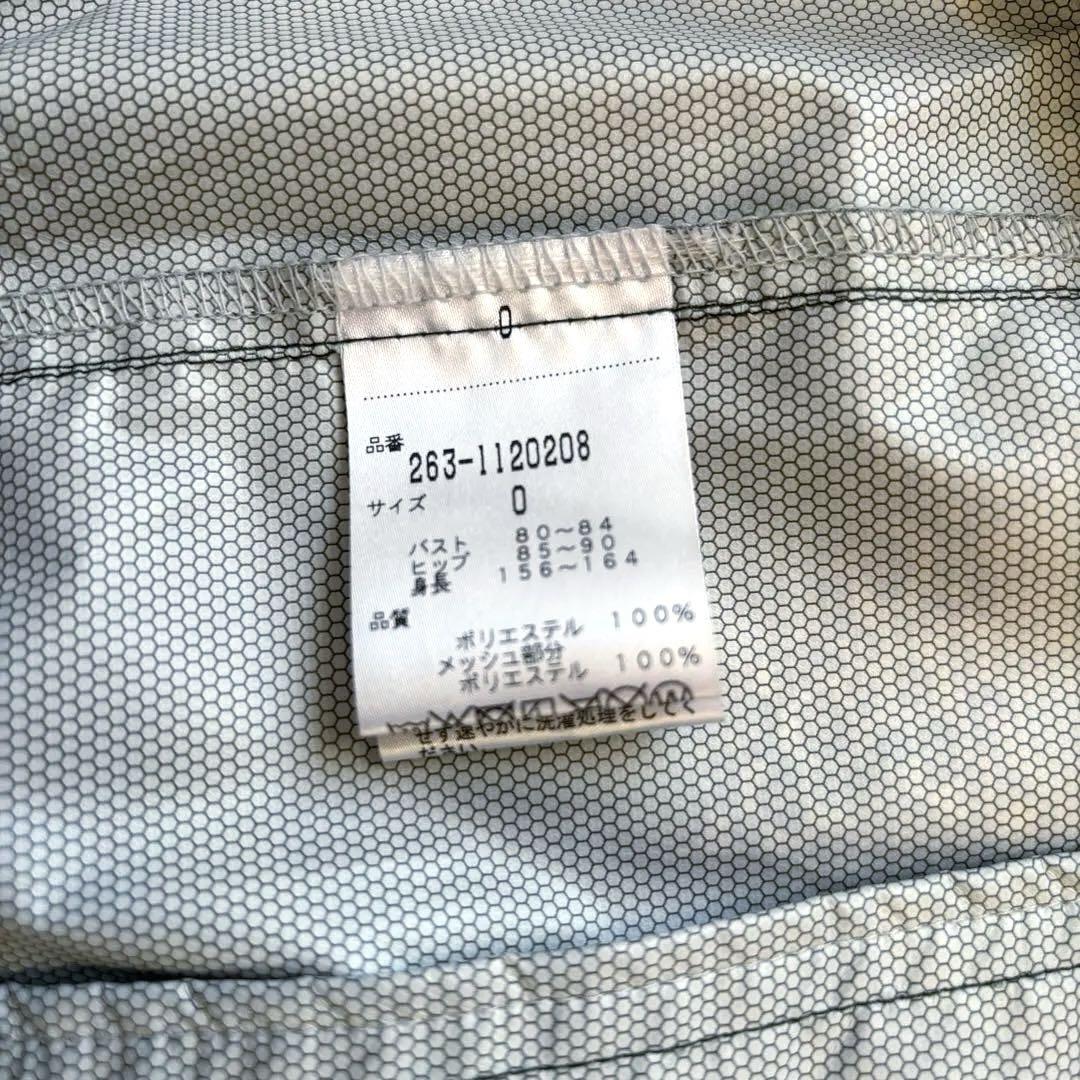 0
品番 263-1120208
サイズ 0
バスト 80～84
ヒップ 85～90
身長 156～164
品質
ポリエステル 100%
メッシュ部分
ポリエステル 100%
せず速やかに洗濯処理をしてく
ださい